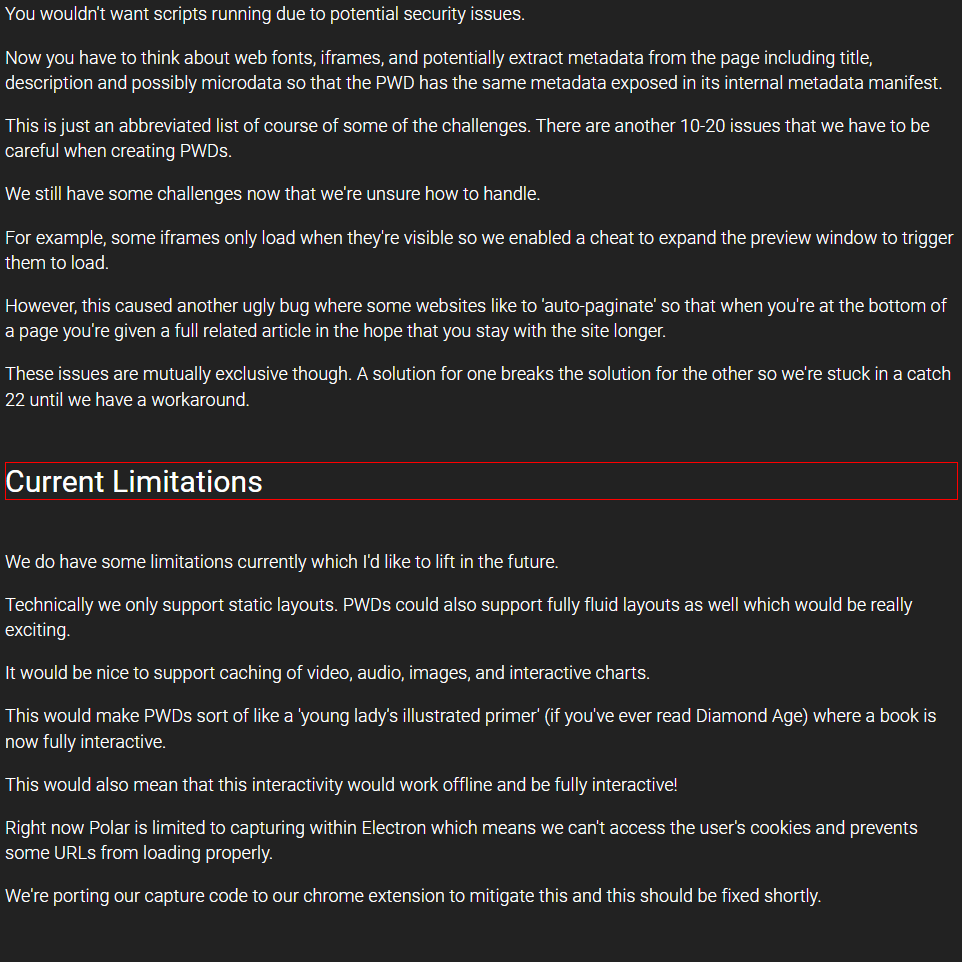 You wouldn't want scripts running due to potential security issues.
Now you have to think about web fonts, iframes, and potentially extract metadata from the page including title,
description and possibly microdata so that the PWD has the same metadata exposed in its internal metadata manifest.
This is just an abbreviated list of course of some of the challenges. There are another 10-20 issues that we have to be
careful when creating PWDs.
We still have some challenges now that we're unsure how to handle.
For example, some iframes only load when they're visible so we enabled a cheat to expand the preview window to trigger
them to load.
However, this caused another ugly bug where some websites like to 'auto-paginate' so that when you're at the bottom of
a page you're given a full related article in the hope that you stay with the site longer.
These issues are mutually exclusive though. A solution for one breaks the solution for the other so we're stuck in a catch
22 until we have a workaround.
Current Limitations
We do have some limitations currently which I'd like to lift in the future.
Technically we only support static layouts. PWDs could also support fully fluid layouts as well which would be really
exciting.
It would be nice to support caching of video, audio, images, and interactive charts.
This would make PWDs sort of like a 'young lady's illustrated primer' (if you've ever read Diamond Age) where a book is
now fully interactive.
This would also mean that this interactivity would work offline and be fully interactive!
Right now Polar is limited to capturing within Electron which means we can't access the user's cookies and prevents
some URLs from loading properly.
We're porting our capture code to our chrome extension to mitigate this and this should be fixed shortly.